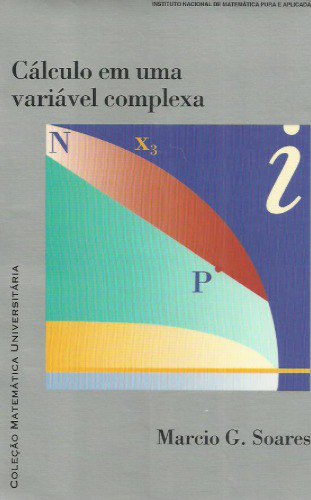 INSTITUTO NACIONAL DE MATEMÁTICA PURA E APLICADA
Cálculo em uma
variável complexa
N
x₃
i
P
COLEÇÃO MATEMÁTICA UNIVERSITÁRIA
Marcio G. Soares